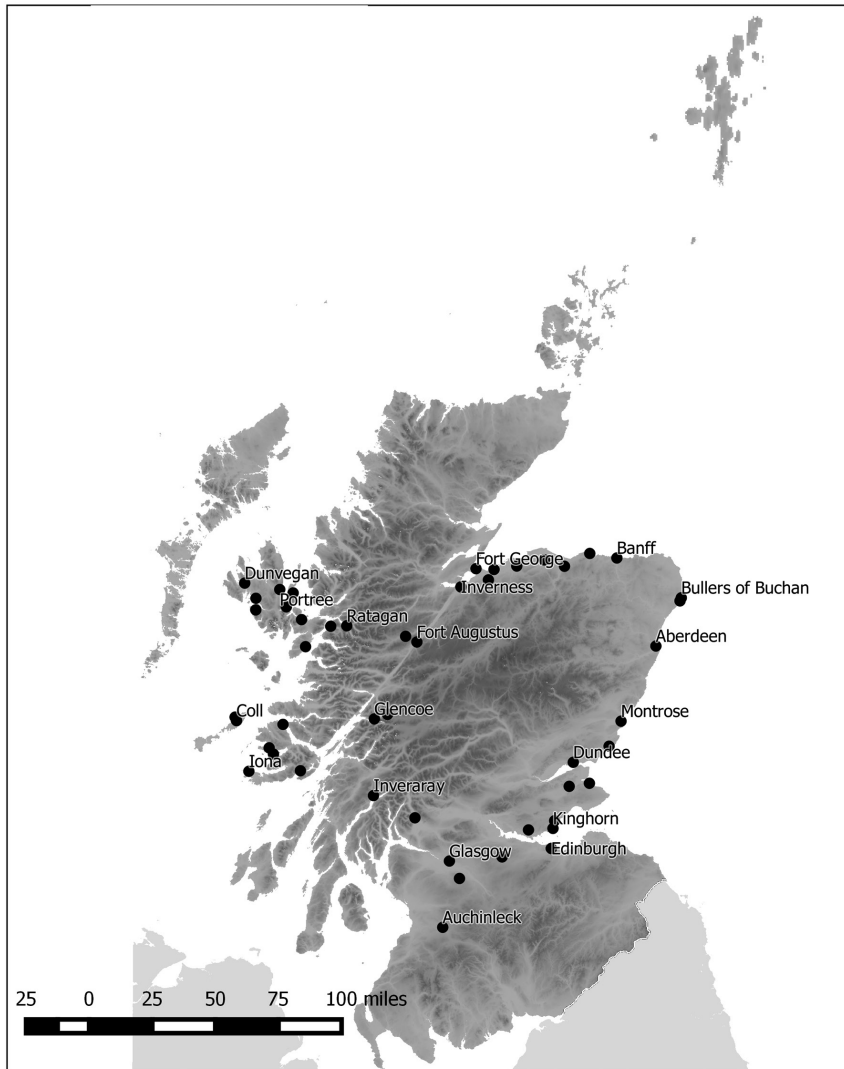 Banff
Fort George
Dunvegan
Inverness
Bullers of Buchan
Portree
Ratagan
Fort Augustus
Aberdeen
Coll
Glencoe
Montrose
Iona
Dundee
Inveraray
Kinghorn
Glasgow
Edinburgh
Auchinleck
25 0 25 50 75 100 miles